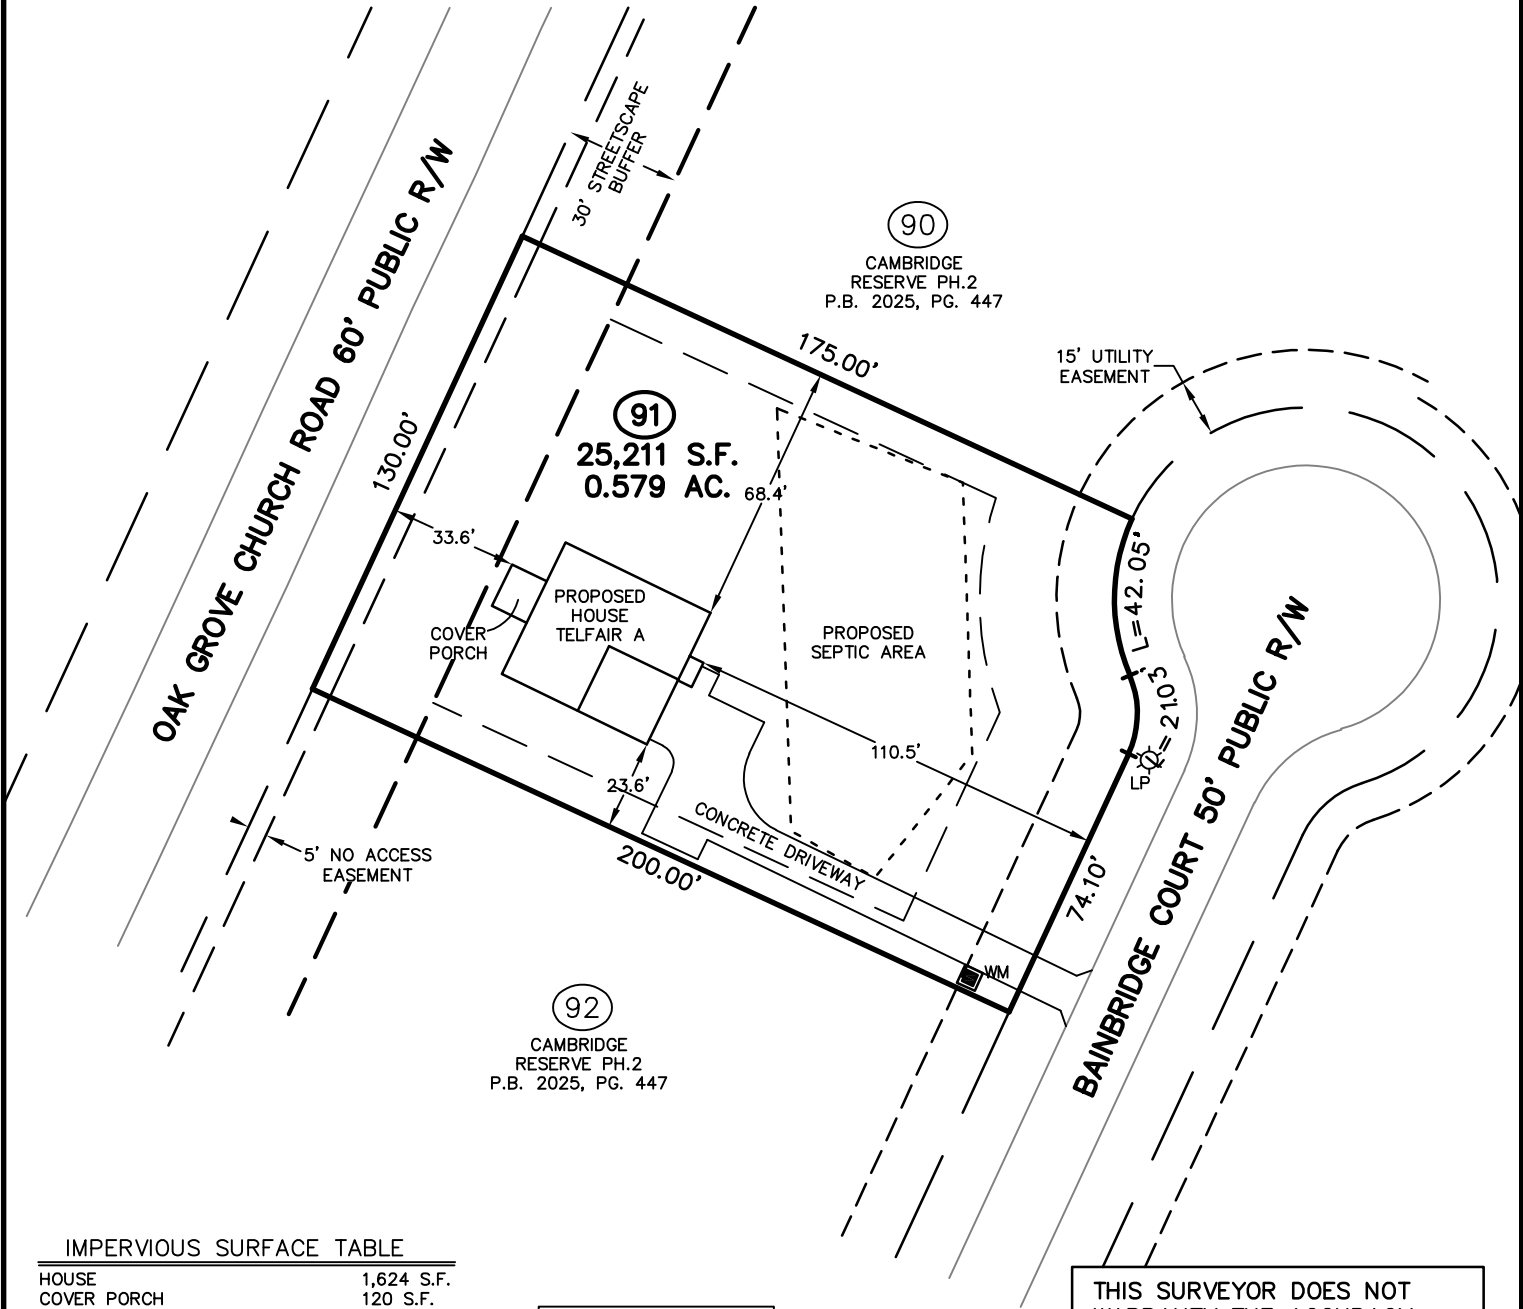 30' STREETSCAPE
BUFFER
OAK GROVE CHURCH ROAD 60' PUBLIC R/W
90
CAMBRIDGE
RESERVE PH.2
P.B. 2025, PG. 447
175.00'
15' UTILITY
EASEMENT
91
25,211 S.F.
0.579 AC.
130.00'
68.4'
33.6'
L=42.05'
PROPOSED
HOUSE
TELFAIR A
COVER
PORCH
PROPOSED
SEPTIC AREA
L=21.03'
LP
110.5'
23.6'
CONCRETE DRIVEWAY
200.00'
5' NO ACCESS
EASEMENT
74.10'
BAINBRIDGE COURT 50' PUBLIC R/W
WM
92
CAMBRIDGE
RESERVE PH.2
P.B. 2025, PG. 447
IMPERVIOUS SURFACE TABLE
HOUSE 1,624 S.F.
COVER PORCH 120 S.F.
THIS SURVEYOR DOES NOT